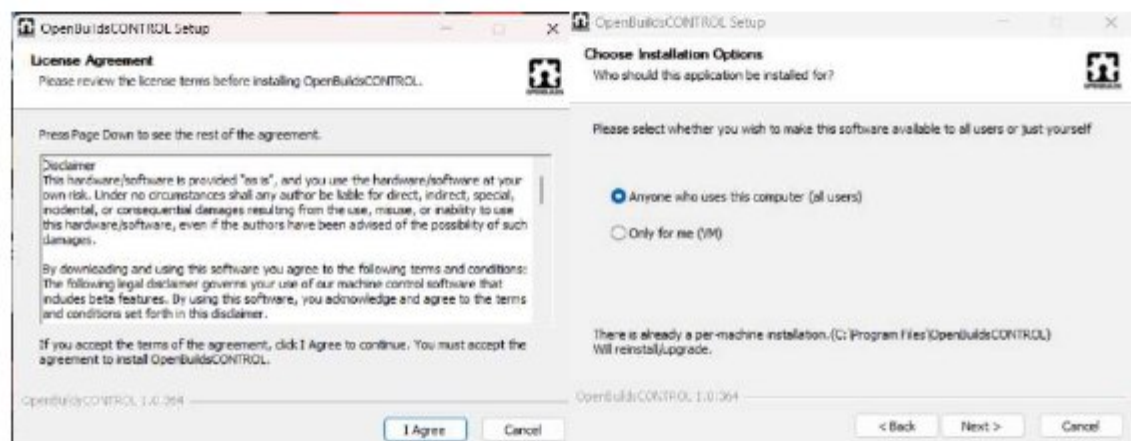 OpenBuildsCONTROL Setup
License Agreement
Please review the license terms before installing OpenBuildsCONTROL.
OPENBUILDS
Press Page Down to see the rest of the agreement.
Disclaimer
This hardware/software is provided "as is", and you use the hardware/software at your
own risk. Under no circumstances shall any author be liable for direct, indirect, special,
incidental, or consequential damages resulting from the use, misuse, or inability to use
this hardware/software, even if the authors have been advised of the possibility of such
damages.
By downloading and using this software you agree to the following terms and conditions:
The following legal disclaimer governs your use of our machine control software that
includes beta features. By using this software, you acknowledge and agree to the terms
and conditions set forth in this disclaimer.
If you accept the terms of the agreement, click I Agree to continue. You must accept the
agreement to install OpenBuildsCONTROL.
OpenBuildsCONTROL 1.0.364
I Agree
Cancel
OpenBuildsCONTROL Setup
Choose Installation Options
Who should this application be installed for?
OPENBUILDS
Please select whether you wish to make this software available to all users or just yourself
Anyone who uses this computer (all users)
Only for me (VM)
There is already a per-machine installation.(C:\Program Files\OpenBuildsCONTROL)
Will reinstall/upgrade.
OpenBuildsCONTROL 1.0.364
< Back
Next >
Cancel